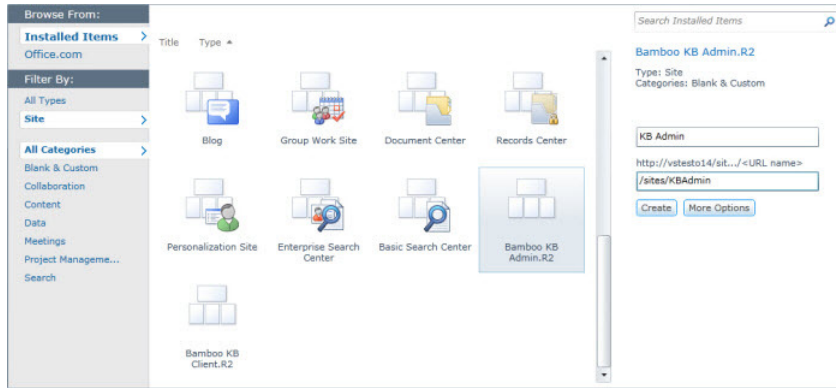 Browse From:
Installed Items
Office.com
Filter By:
All Types
Site
All Categories
Blank & Custom
Collaboration
Content
Data
Meetings
Project Manageme...
Search
Title Type
Blog
Group Work Site
Document Center
Records Center
Personalization Site
Enterprise Search
Center
Basic Search Center
Bamboo KB
Admin.R2
Bamboo KB
Client.R2
Search Installed Items
Bamboo KB Admin.R2
Type: Site
Categories: Blank & Custom
KB Admin
http://vstesto14/sit.../<URL name>
/sites/KBAdmin
Create More Options